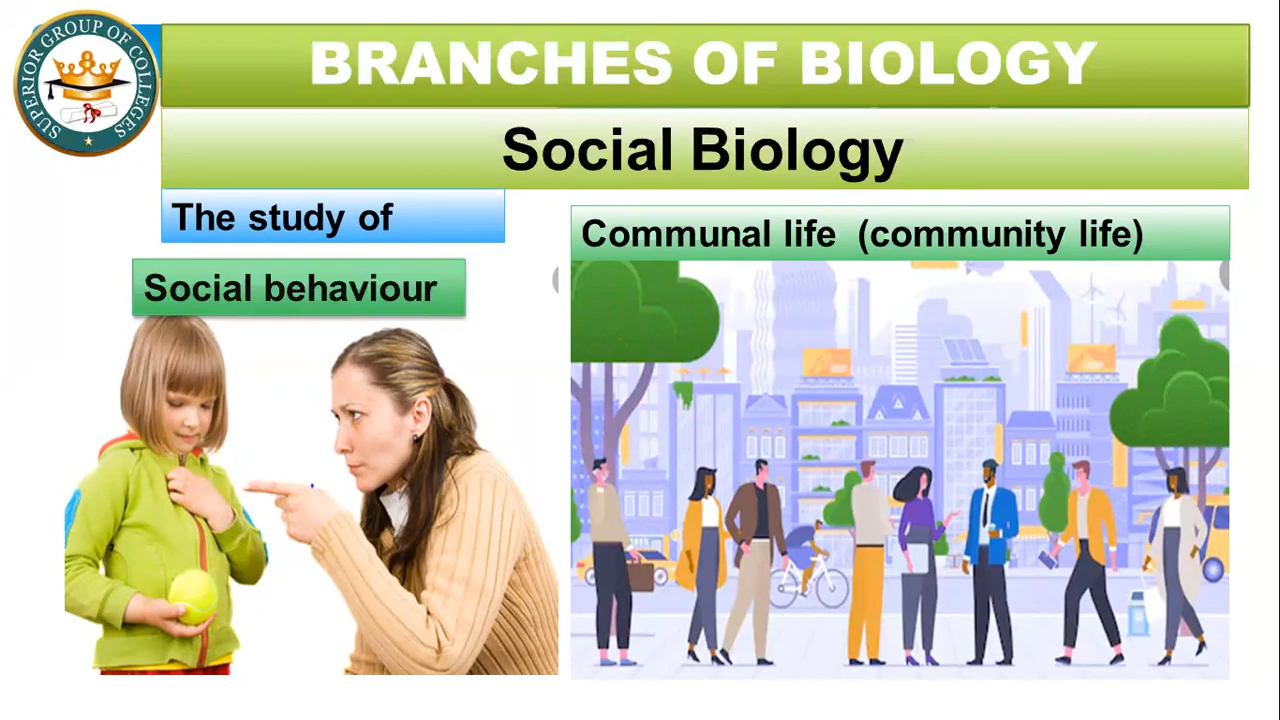 SUPERIOR GROUP OF COLLEGES
BRANCHES OF BIOLOGY
Social Biology
The study of
Communal life (community life)
Social behaviour